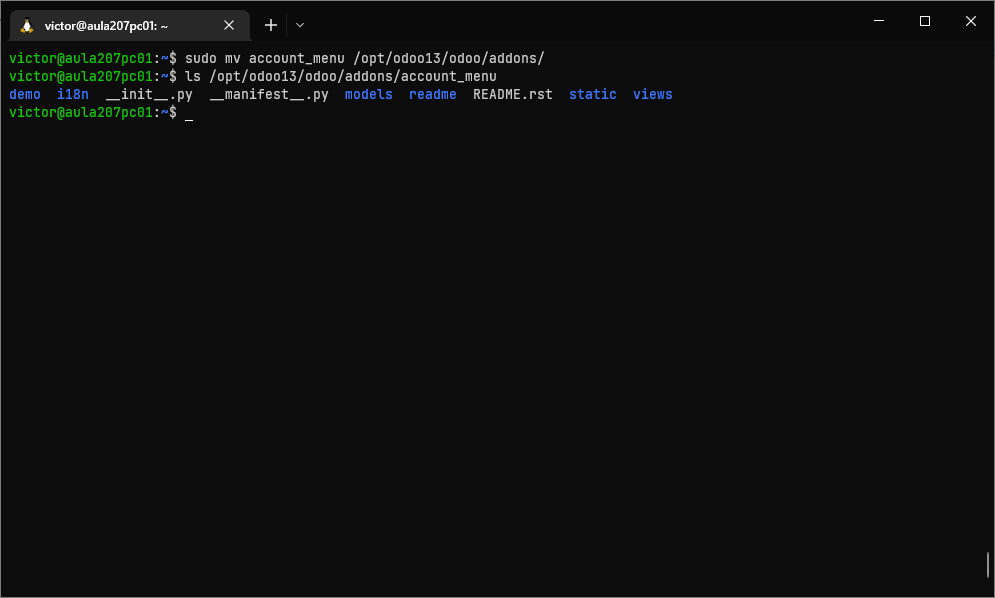 victor@aula207pc01: ~
victor@aula207pc01:~$ sudo mv account_menu /opt/odoo13/odoo/addons/
victor@aula207pc01:~$ ls /opt/odoo13/odoo/addons/account_menu
demo  i18n  __init__.py  __manifest__.py  models  readme  README.rst  static  views
victor@aula207pc01:~$ _